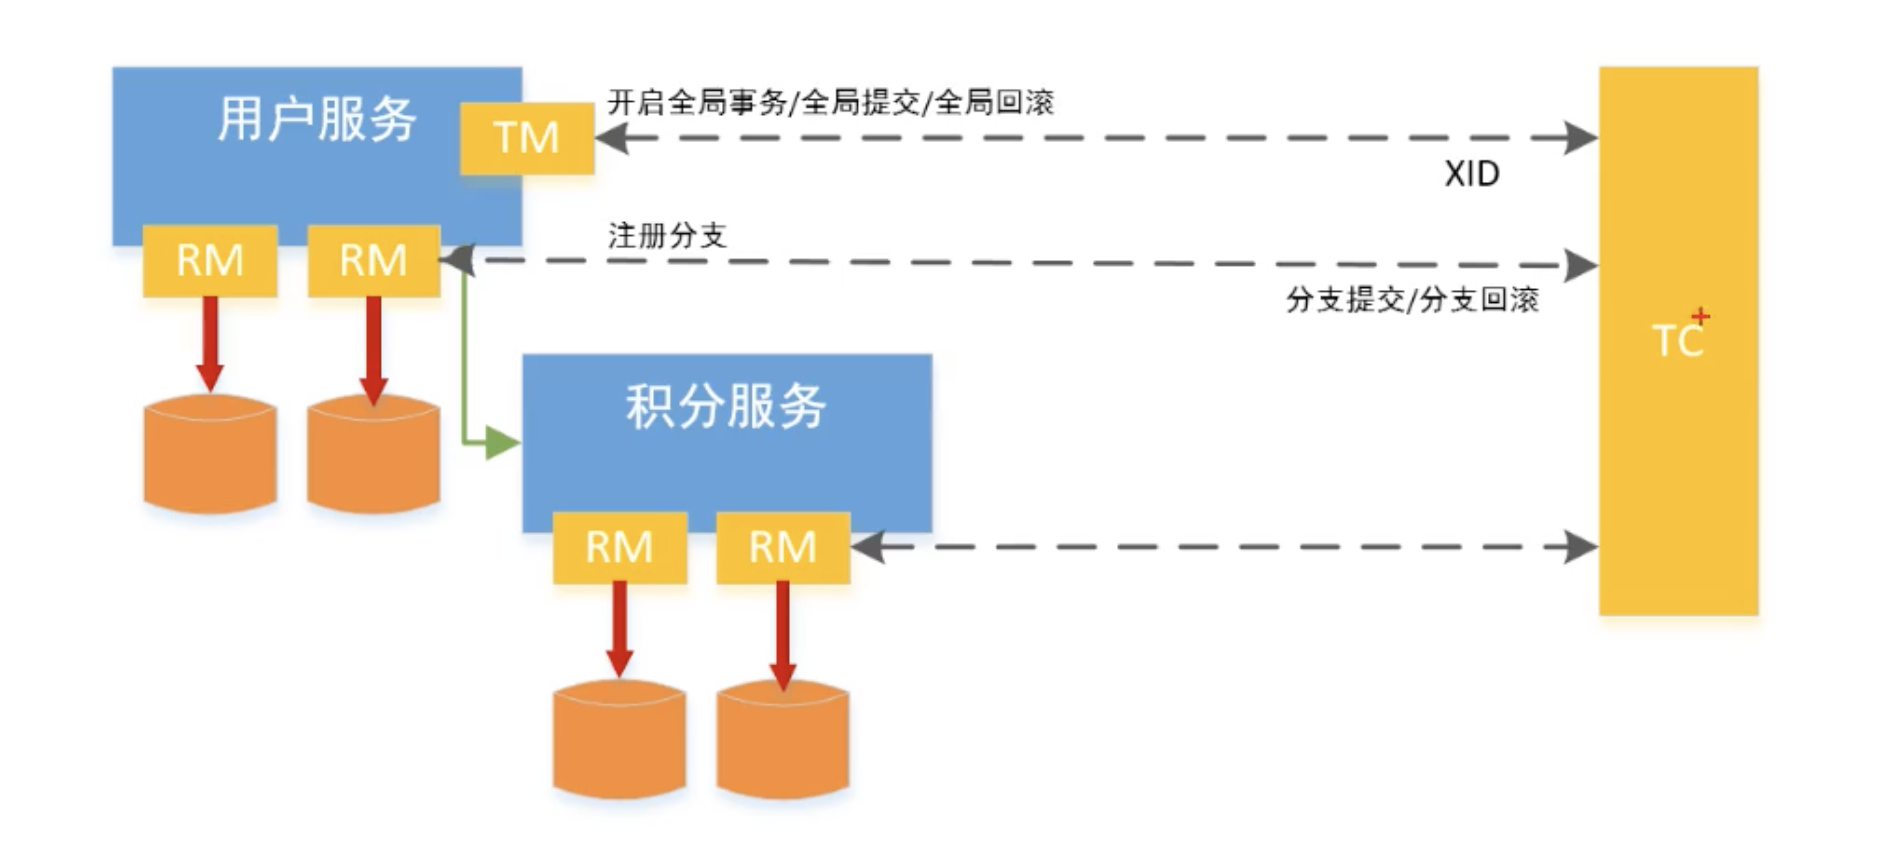 用户服务
TM
开启全局事务/全局提交/全局回滚
XID
RM
RM
注册分支
分支提交/分支回滚
TC
积分服务
RM
RM